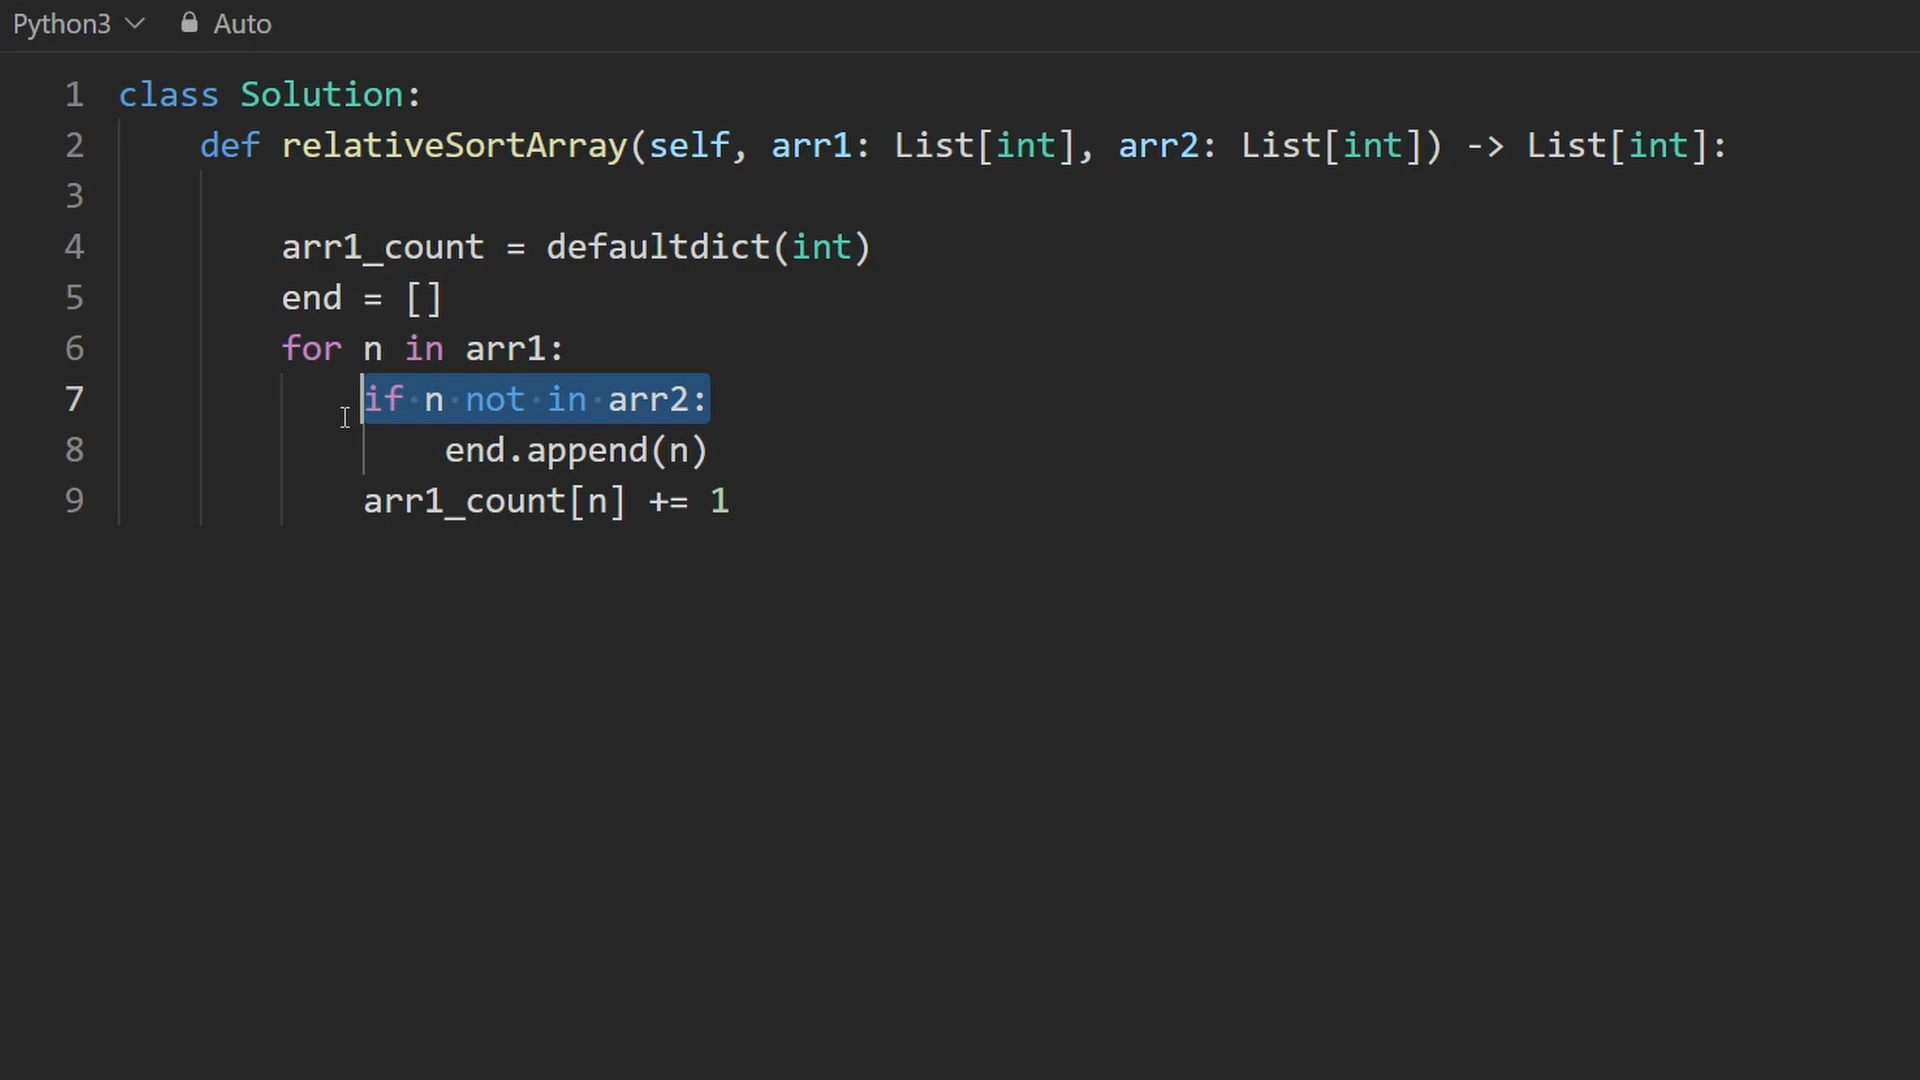 Python3 Auto
1 class Solution:
2 def relativeSortArray(self, arr1: List[int], arr2: List[int]) -> List[int]:
3
4 arr1_count = defaultdict(int)
5 end = []
6 for n in arr1:
7 if n not in arr2:
8 end.append(n)
9 arr1_count[n] += 1